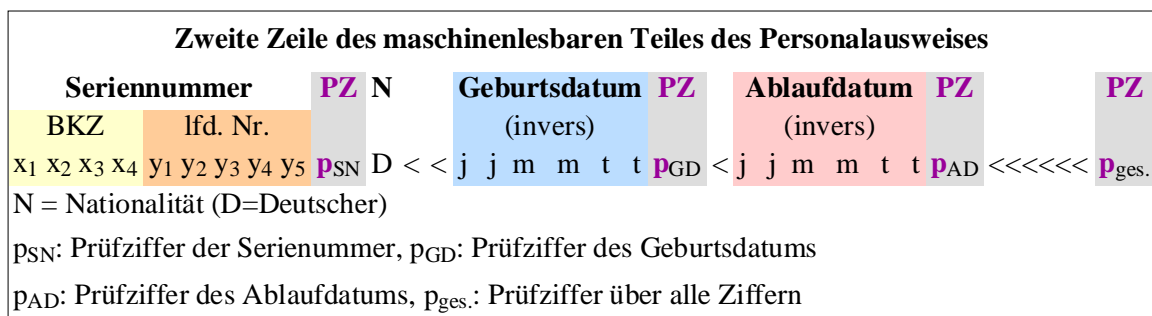 Zweite Zeile des maschinenlesbaren Teiles des Personalausweises
Seriennummer PZ N Geburtsdatum PZ Ablaufdatum PZ PZ
BKZ lfd. Nr. (invers) (invers)
x1 x2 x3 x4 y1 y2 y3 y4 y5 pSN D < < j j m m t t pGD < j j m m t t pAD <<<<<< pges.
N = Nationalität (D=Deutscher)
pSN: Prüfziffer der Serienummer, pGD: Prüfziffer des Geburtsdatums
pAD: Prüfziffer des Ablaufdatums, pges.: Prüfziffer über alle Ziffern